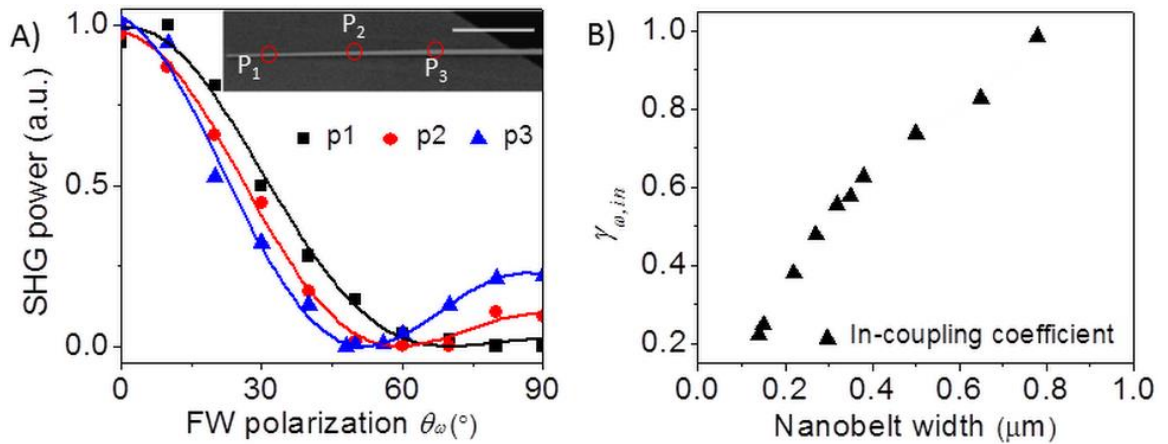 A)
SHG power (a.u.)
1.0
0.5
0.0
P1
P2
P3
p1 p2 p3
0 30 60 90
FW polarization θω(°)
B)
γω,in
1.0
0.8
0.6
0.4
0.2
In-coupling coefficient
0.0 0.2 0.4 0.6 0.8 1.0
Nanobelt width (μm)